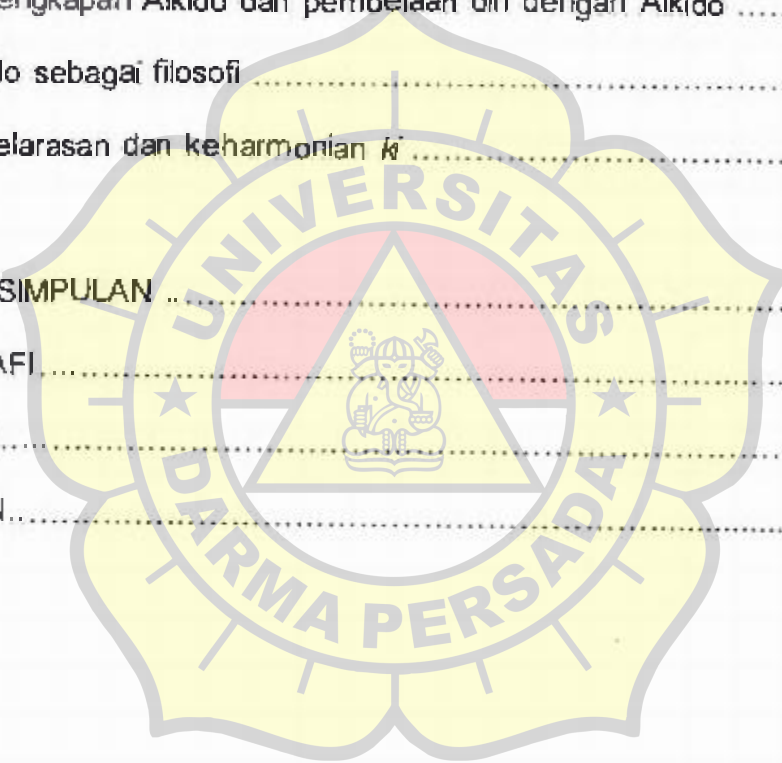 engkapan Aikido dan pembelaan diri dengan Aikido ....
do sebagai filosofi ..........
elarasan dan keharmonian ki ..........
SIMPULAN ..............
AFI ..............
..............
N..............
UNIVERSITAS
DARMA PERSADA